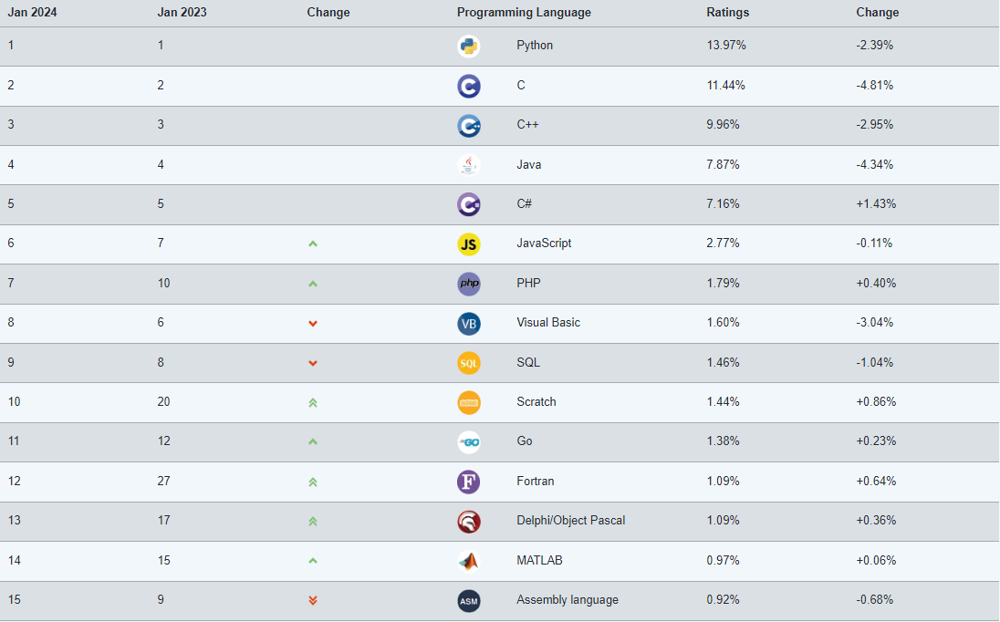 Jan 2024 Jan 2023 Change Programming Language Ratings Change
1 1 Python 13.97% -2.39%
2 2 C C 11.44% -4.81%
3 3 C++ C++ 9.96% -2.95%
4 4 Java 7.87% -4.34%
5 5 C C# 7.16% +1.43%
6 7 JS JavaScript 2.77% -0.11%
7 10 php PHP 1.79% +0.40%
8 6 VB Visual Basic 1.60% -3.04%
9 8 SQL SQL 1.46% -1.04%
10 20 Scratch 1.44% +0.86%
11 12 GO Go 1.38% +0.23%
12 27 F Fortran 1.09% +0.64%
13 17 Delphi/Object Pascal 1.09% +0.36%
14 15 MATLAB 0.97% +0.06%
15 9 ASM Assembly language 0.92% -0.68%